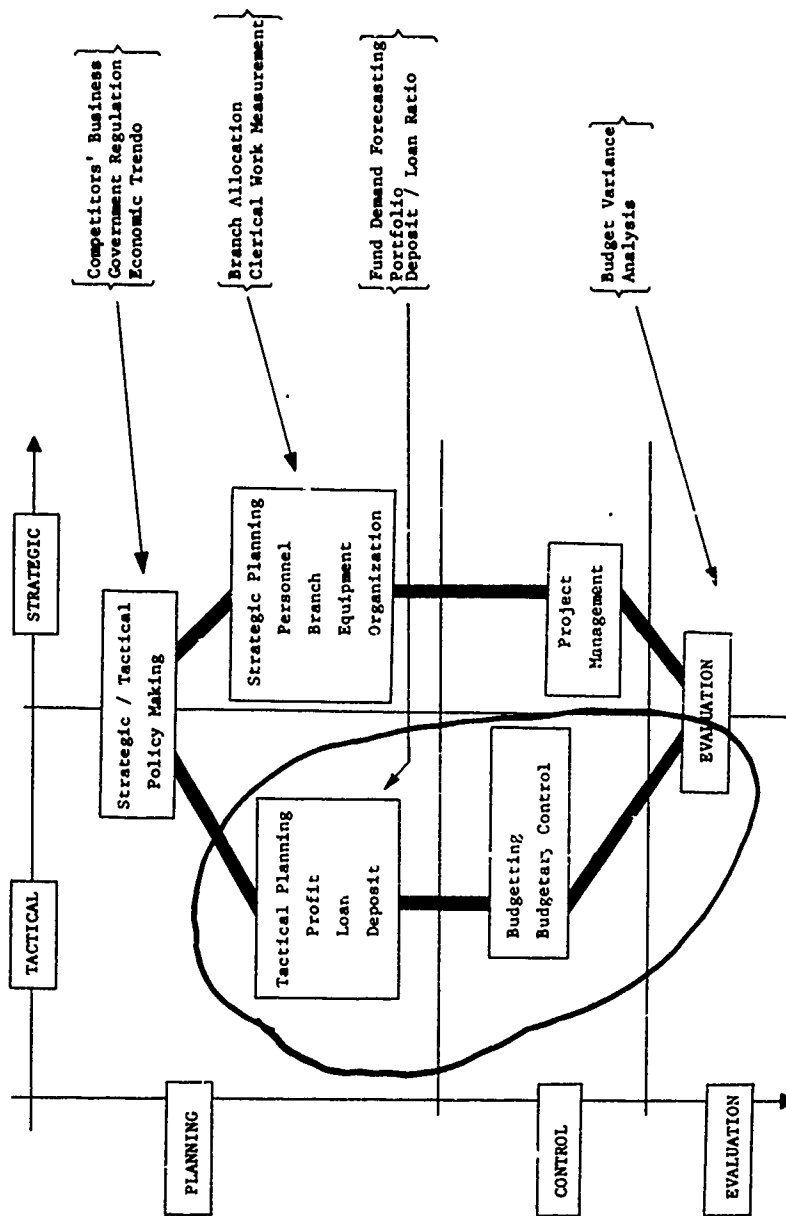 TACTICAL
STRATEGIC
PLANNING
CONTROL
EVALUATION
Strategic / Tactical
Policy Making
Tactical Planning
Profit
Loan
Deposit
Strategic Planning
Personnel
Branch
Equipment
Organization
Budgetting
Budgetary Control
Project
Management
EVALUATION
Competitors' Business
Government Regulation
Economic Trendo
Branch Allocation
Clerical Work Measurement
Fund Demand Forecasting
Portfolio
Deposit / Loan Ratio
Budget Variance
Analysis